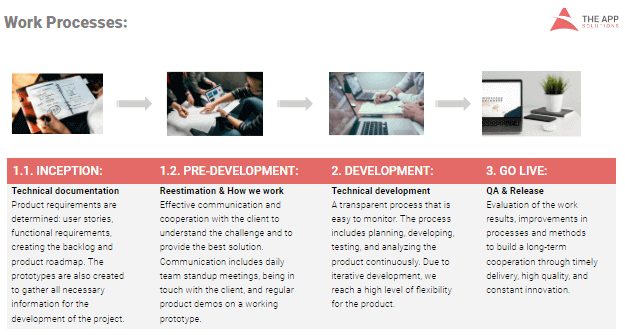 Work Processes:
THE APP
SOLUTIONS
1.1. INCEPTION:
Technical documentation
Product requirements are
determined: user stories,
functional requirements,
creating the backlog and
product roadmap. The
prototypes are also created
to gather all necessary
information for the
development of the project.
1.2. PRE-DEVELOPMENT:
Reestimation & How we work
Effective communication and
cooperation with the client to
understand the challenge and to
provide the best solution.
Communication includes daily
team standup meetings, being in
touch with the client, and regular
product demos on a working
prototype.
2. DEVELOPMENT:
Technical development
A transparent process that is
easy to monitor. The process
includes planning, developing,
testing, and analyzing the
product continuously. Due to
iterative development, we
reach a high level of flexibility
for the product.
3. GO LIVE:
QA & Release
Evaluation of the work
results, improvements in
processes and methods
to build a long-term
cooperation through timely
delivery, high quality, and
constant innovation.